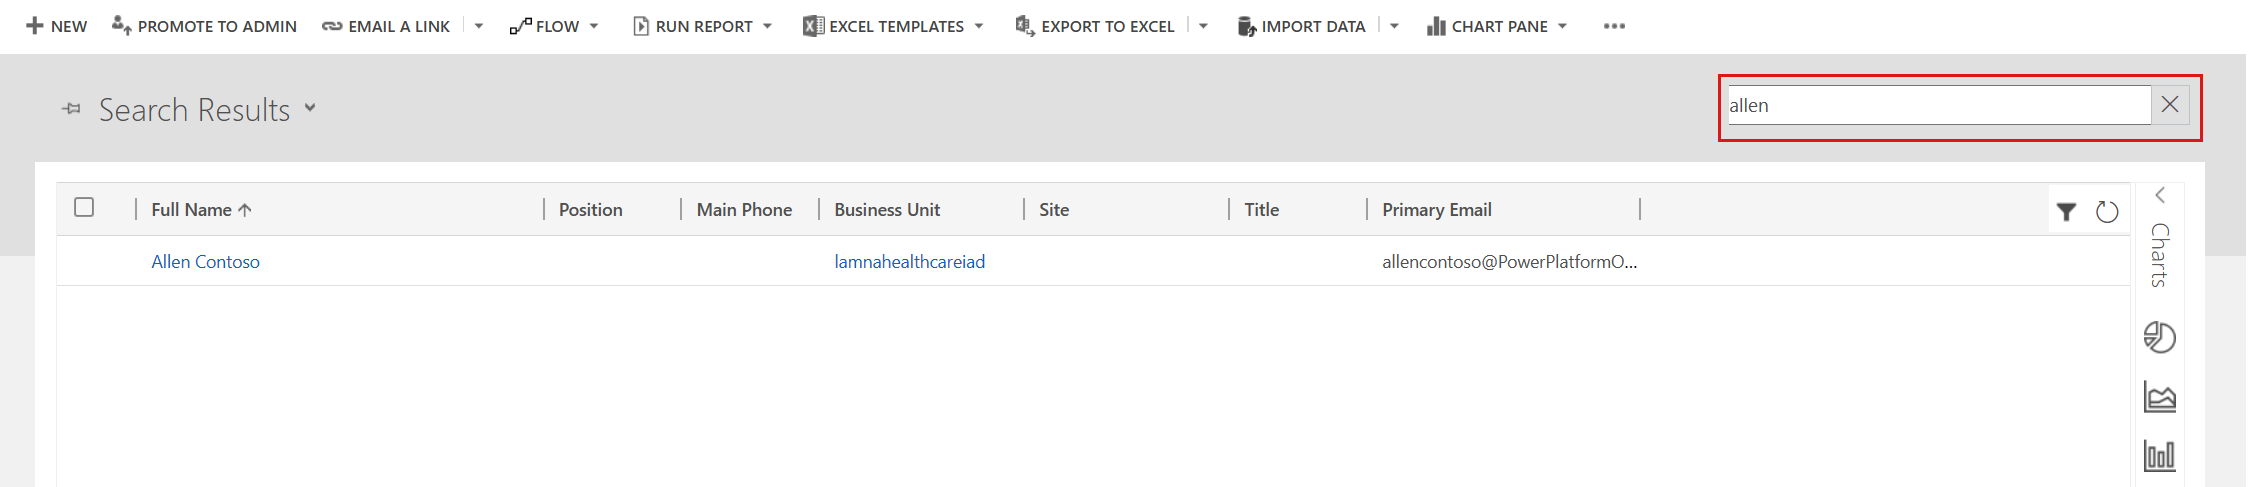 NEW PROMOTE TO ADMIN EMAIL A LINK FLOW RUN REPORT EXCEL TEMPLATES EXPORT TO EXCEL IMPORT DATA CHART PANE
Search Results
allen
Full Name Position Main Phone Business Unit Site Title Primary Email
Allen Contoso lamnahealthcareiad allencontoso@PowerPlatformO...
Charts